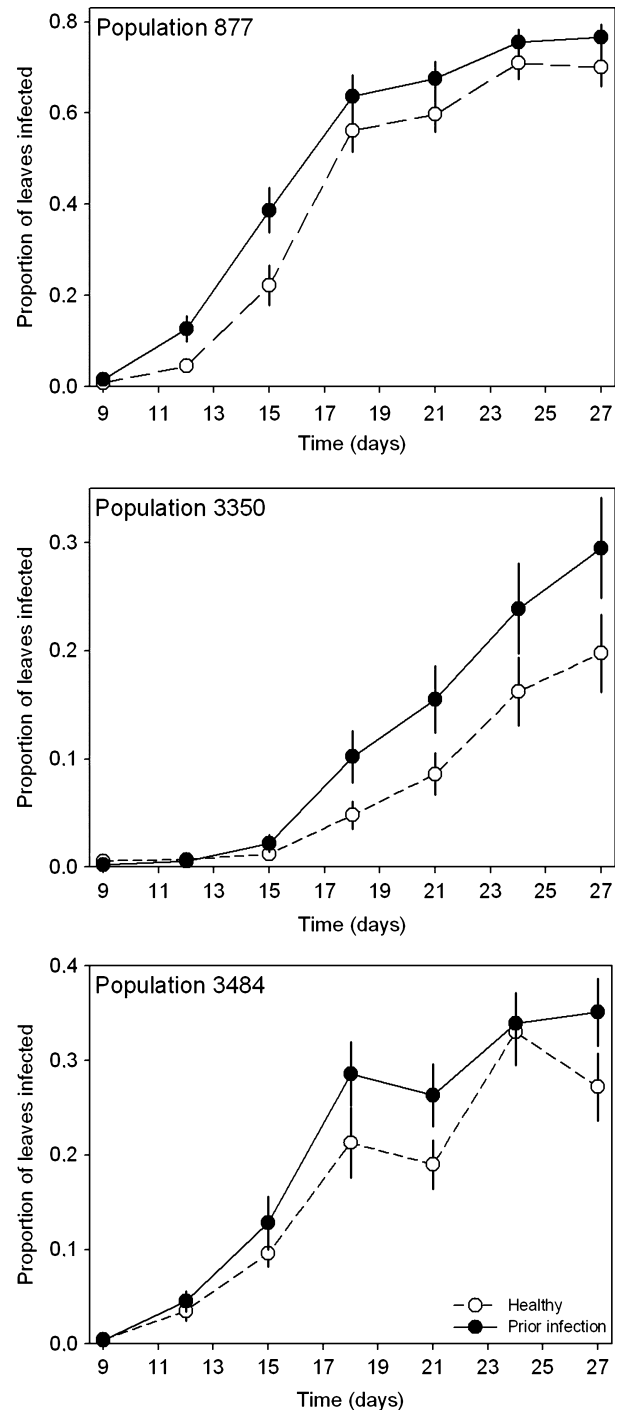 Population 877
Proportion of leaves infected
0.8
0.6
0.4
0.2
0.0
9 11 13 15 17 19 21 23 25 27
Time (days)
Population 3350
Proportion of leaves infected
0.3
0.2
0.1
0.0
9 11 13 15 17 19 21 23 25 27
Time (days)
Population 3484
Proportion of leaves infected
0.4
0.3
0.2
0.1
0.0
Healthy
Prior infection
9 11 13 15 17 19 21 23 25 27
Time (days)